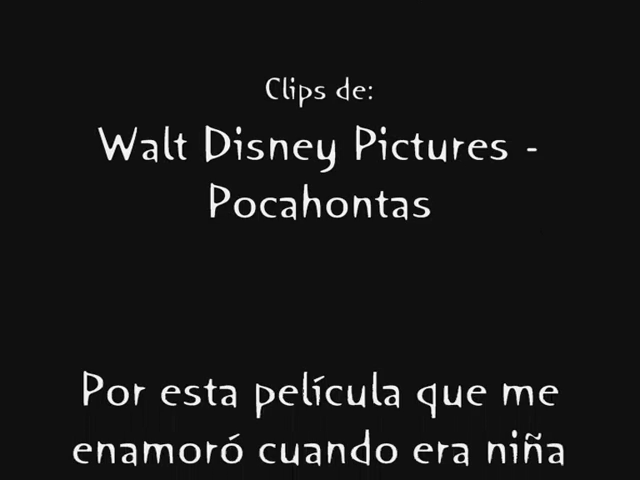 Clips de:
Walt Disney Pictures -
Pocahontas
Por esta película que me
enamoró cuando era niña